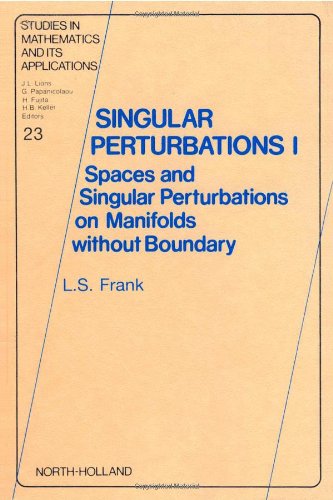 STUDIES IN
MATHEMATICS
AND ITS
APPLICATIONS
J.L. Lions
G. Papanicolaou
H. Fujita
H.B. Keller
Editors
23
SINGULAR
PERTURBATIONS I
Spaces and
Singular Perturbations
on Manifolds
without Boundary
L.S. Frank
NORTH-HOLLAND